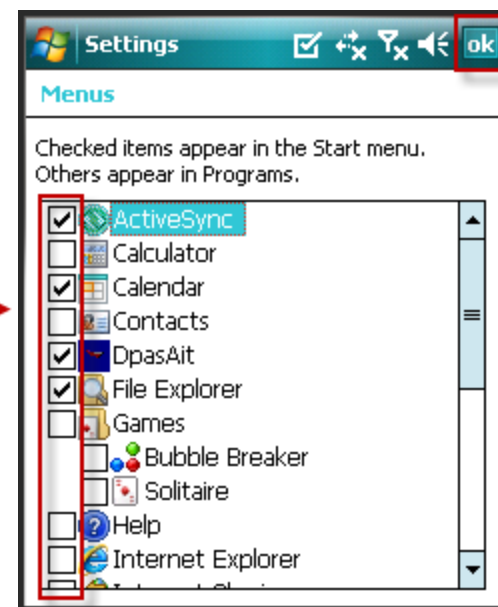 Settings
ok
Menus
Checked items appear in the Start menu.
Others appear in Programs.
ActiveSync
Calculator
Calendar
Contacts
DpasAit
File Explorer
Games
Bubble Breaker
Solitaire
Help
Internet Explorer